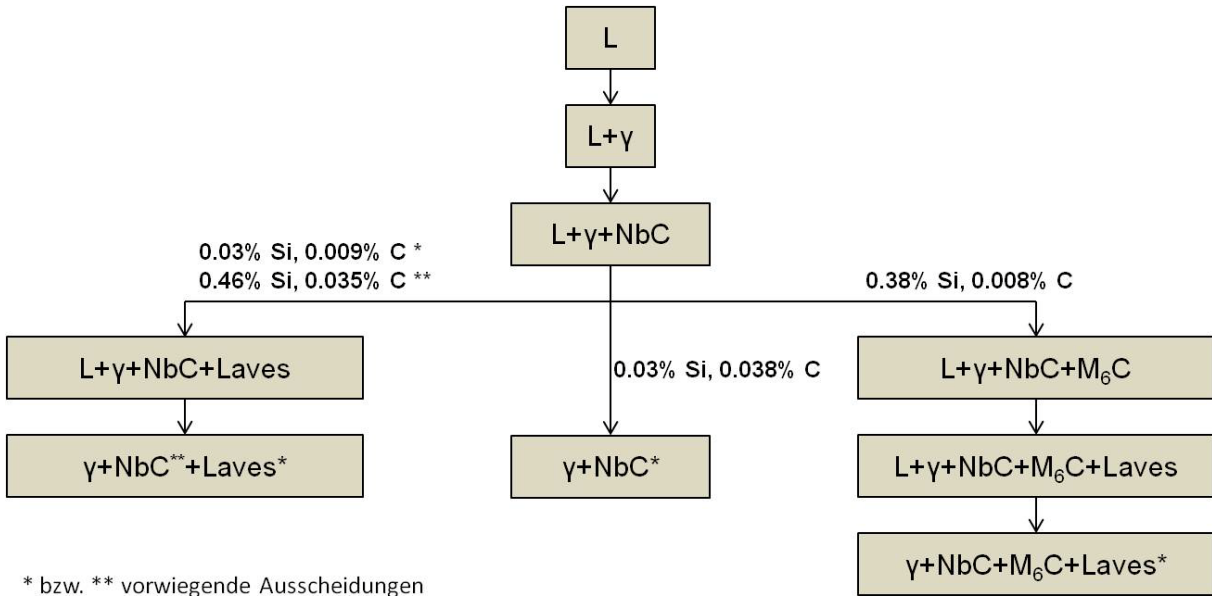 L
L+γ
L+γ+NbC
0.03% Si, 0.009% C *
0.46% Si, 0.035% C **
0.38% Si, 0.008% C
L+γ+NbC+Laves
0.03% Si, 0.038% C
L+γ+NbC+M₆C
γ+NbC**+Laves*
γ+NbC*
L+γ+NbC+M₆C+Laves
γ+NbC+M₆C+Laves*
* bzw. ** vorwiegende Ausscheidungen